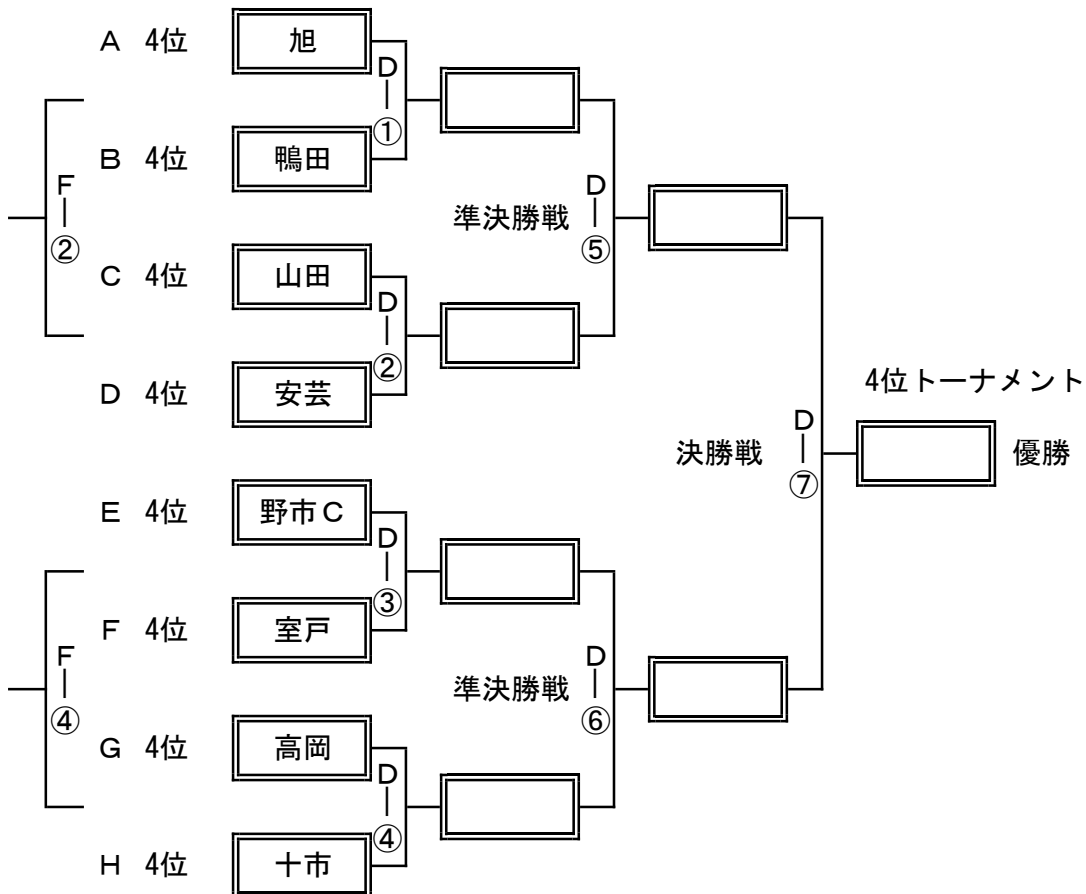 A 4位 旭
D
|
①
B 4位 鴨田
F
|
②
準決勝戦
D
|
⑤
C 4位 山田
D
|
②
D 4位 安芸
4位トーナメント
決勝戦
D
|
⑦
優勝
E 4位 野市C
D
|
③
F 4位 室戸
F
|
④
準決勝戦
D
|
⑥
G 4位 高岡
D
|
④
H 4位 十市